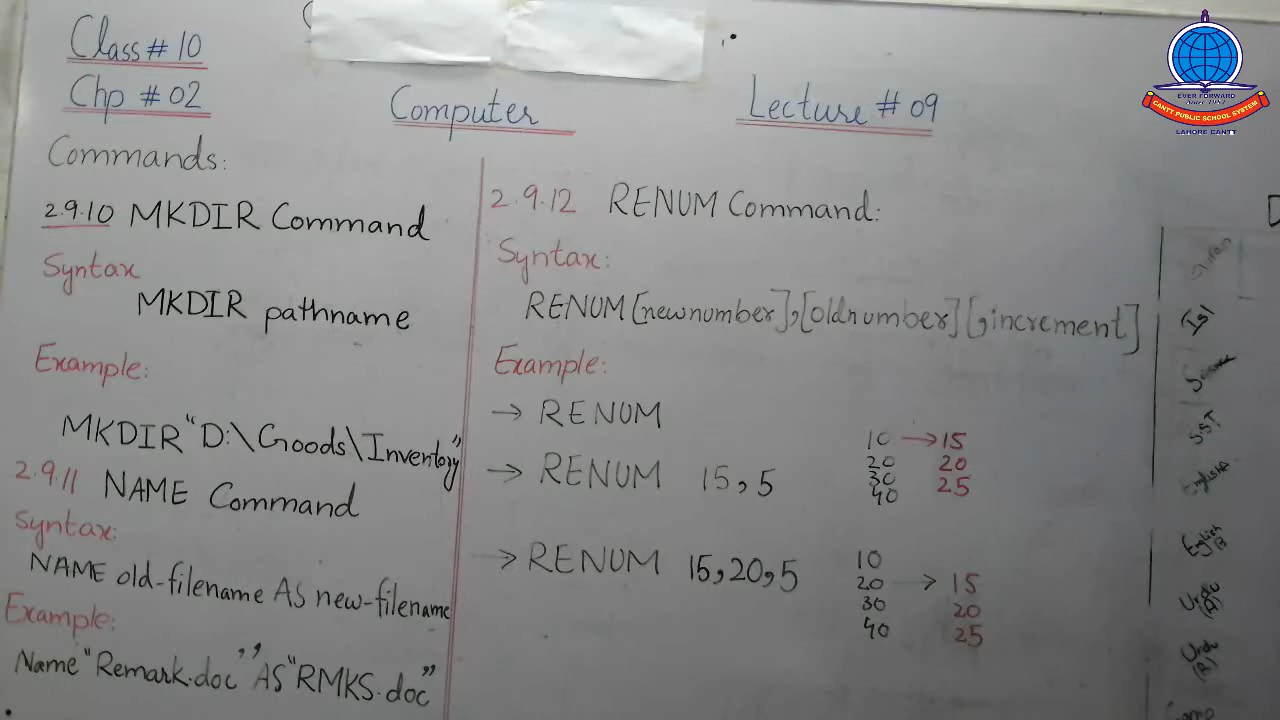 Class # 10
Chp # 02
Computer
Lecture # 09
Commands:
2.9.10 MKDIR Command
Syntax
MKDIR pathname
Example:
MKDIR "D:\Goods\Inventory"
2.9.11 NAME Command
Syntax:
NAME old-filename AS new-filename
Example:
Name "Remark.doc" AS "RMKS.doc"
2.9.12 RENUM Command:
Syntax:
RENUM [newnumber],[oldnumber][,increment]
Example:
→ RENUM
→ RENUM 15,5
10 → 15
20 20
30 25
40
→ RENUM 15,20,5
10
20 → 15
30 20
40 25
Isl
Science
S.S.T
English A
English B
Urdu (A)
Urdu
EVER FORWARD
Since 1957
CANTT PUBLIC SCHOOL SYSTEM
LAHORE CANTT